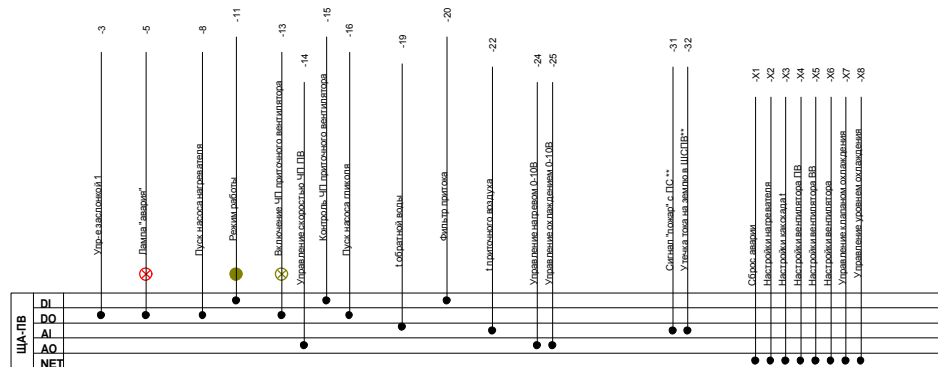 -3
-5
-8
-11
-13
-14
-15
-16
-19
-20
-22
-24
-25
-31
-32
-X1
-X2
-X3
-X4
-X5
-X6
-X7
-X8
Упр-е заслонкой 1
Лампа "авария"
Пуск насоса нагревателя
Режим работы
Включение ЧП приточного вентилятора
Управление скоростью ЧП ПВ
Контроль ЧП приточного вентилятора
Пуск насоса гликоля
t обратной воды
Фильтр притока
t приточного воздуха
Управление нагревом 0-10В
Управление охлаждением 0-10В
Сигнал "пожар" с ПС **
Утечка тока на землю в ШСПВ**
Сброс аварии
Настройки нагревателя
Настройки каскада t
Настройки вентилятора ПВ
Настройки вентилятора ВВ
Настройки вентилятора
Управление клапаном охлаждения
Управление уровнем охлаждения
ЩА-ПВ
DI
DO
AI
AO
NET